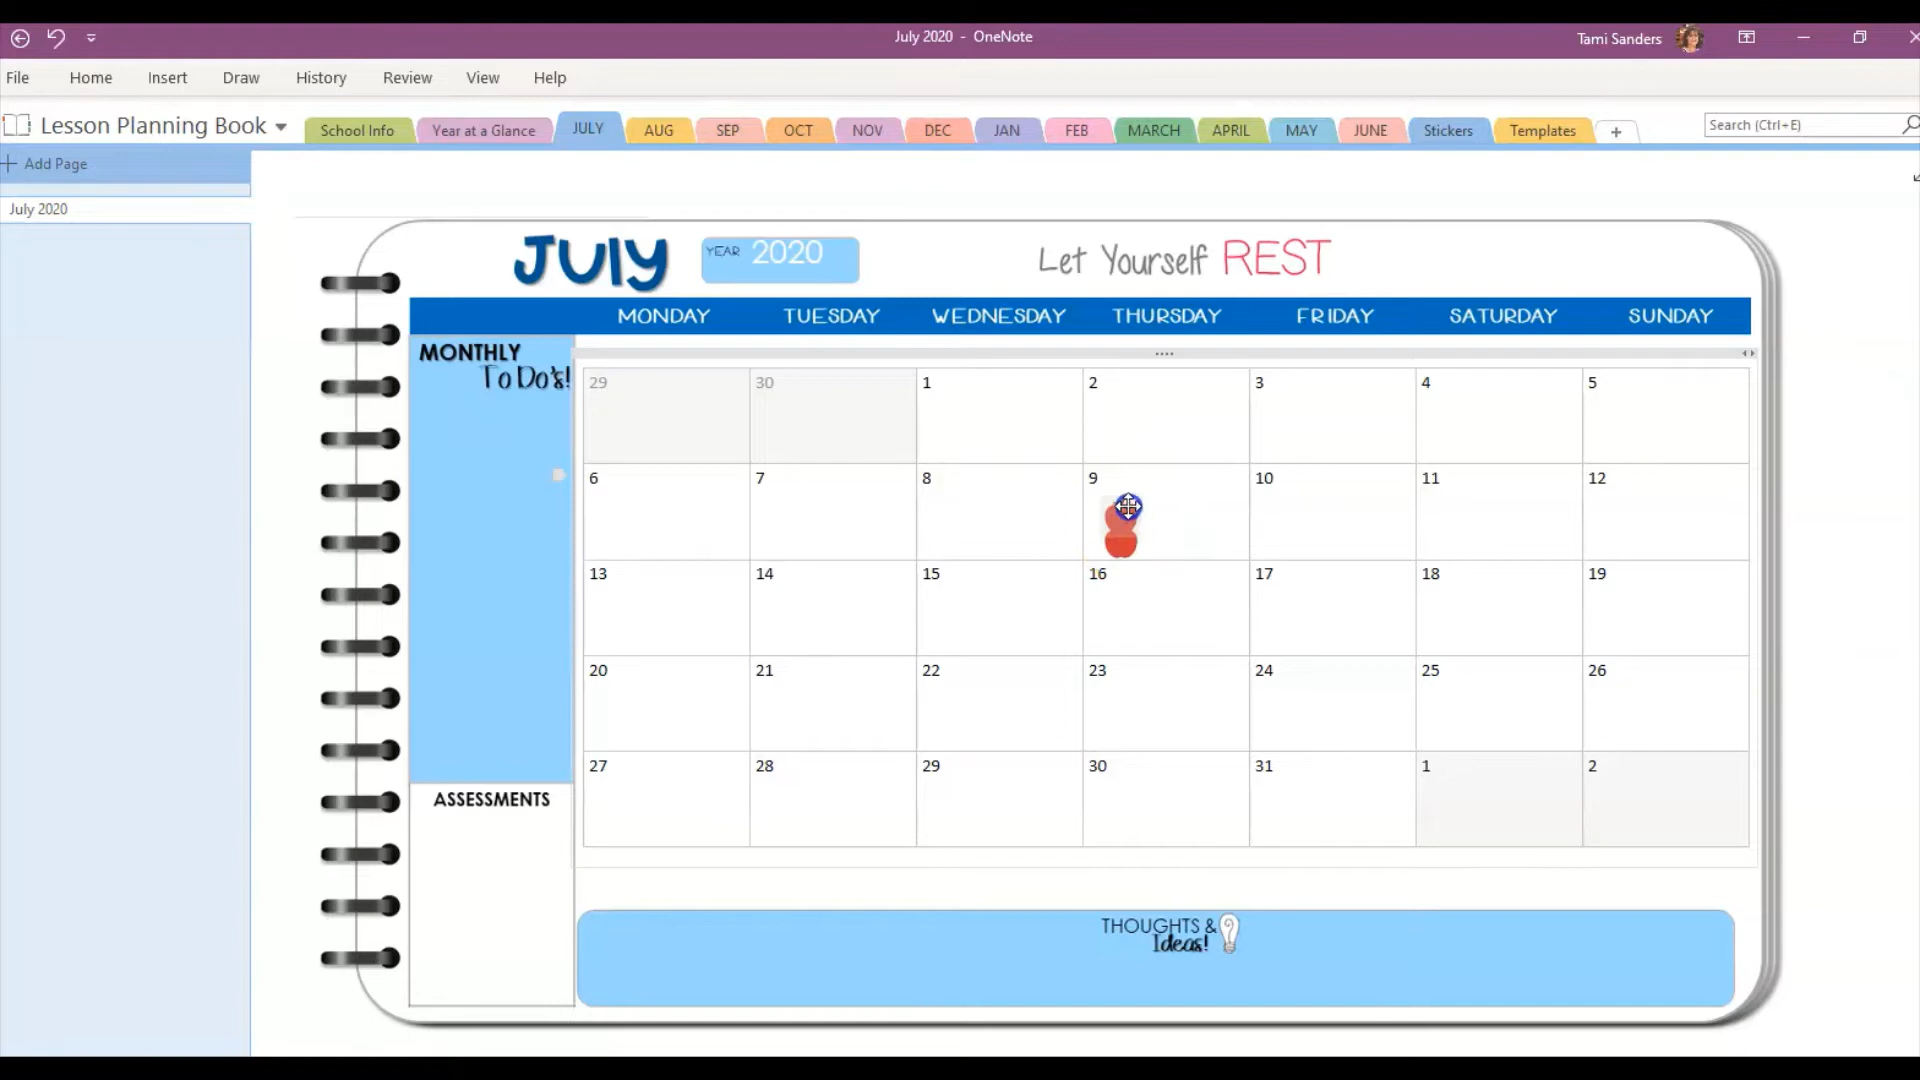 July 2020 - OneNote
Tami Sanders
File Home Insert Draw History Review View Help
Lesson Planning Book
School Info Year at a Glance JULY AUG SEP OCT NOV DEC JAN FEB MARCH APRIL MAY JUNE Stickers Templates +
Search (Ctrl+E)
Add Page
July 2020
JULY YEAR 2020 Let Yourself REST
MONDAY TUESDAY WEDNESDAY THURSDAY FRIDAY SATURDAY SUNDAY
MONTHLY
To Do's!
29 30 1 2 3 4 5
6 7 8 9 10 11 12
13 14 15 16 17 18 19
20 21 22 23 24 25 26
27 28 29 30 31 1 2
ASSESSMENTS
THOUGHTS &
Ideas!